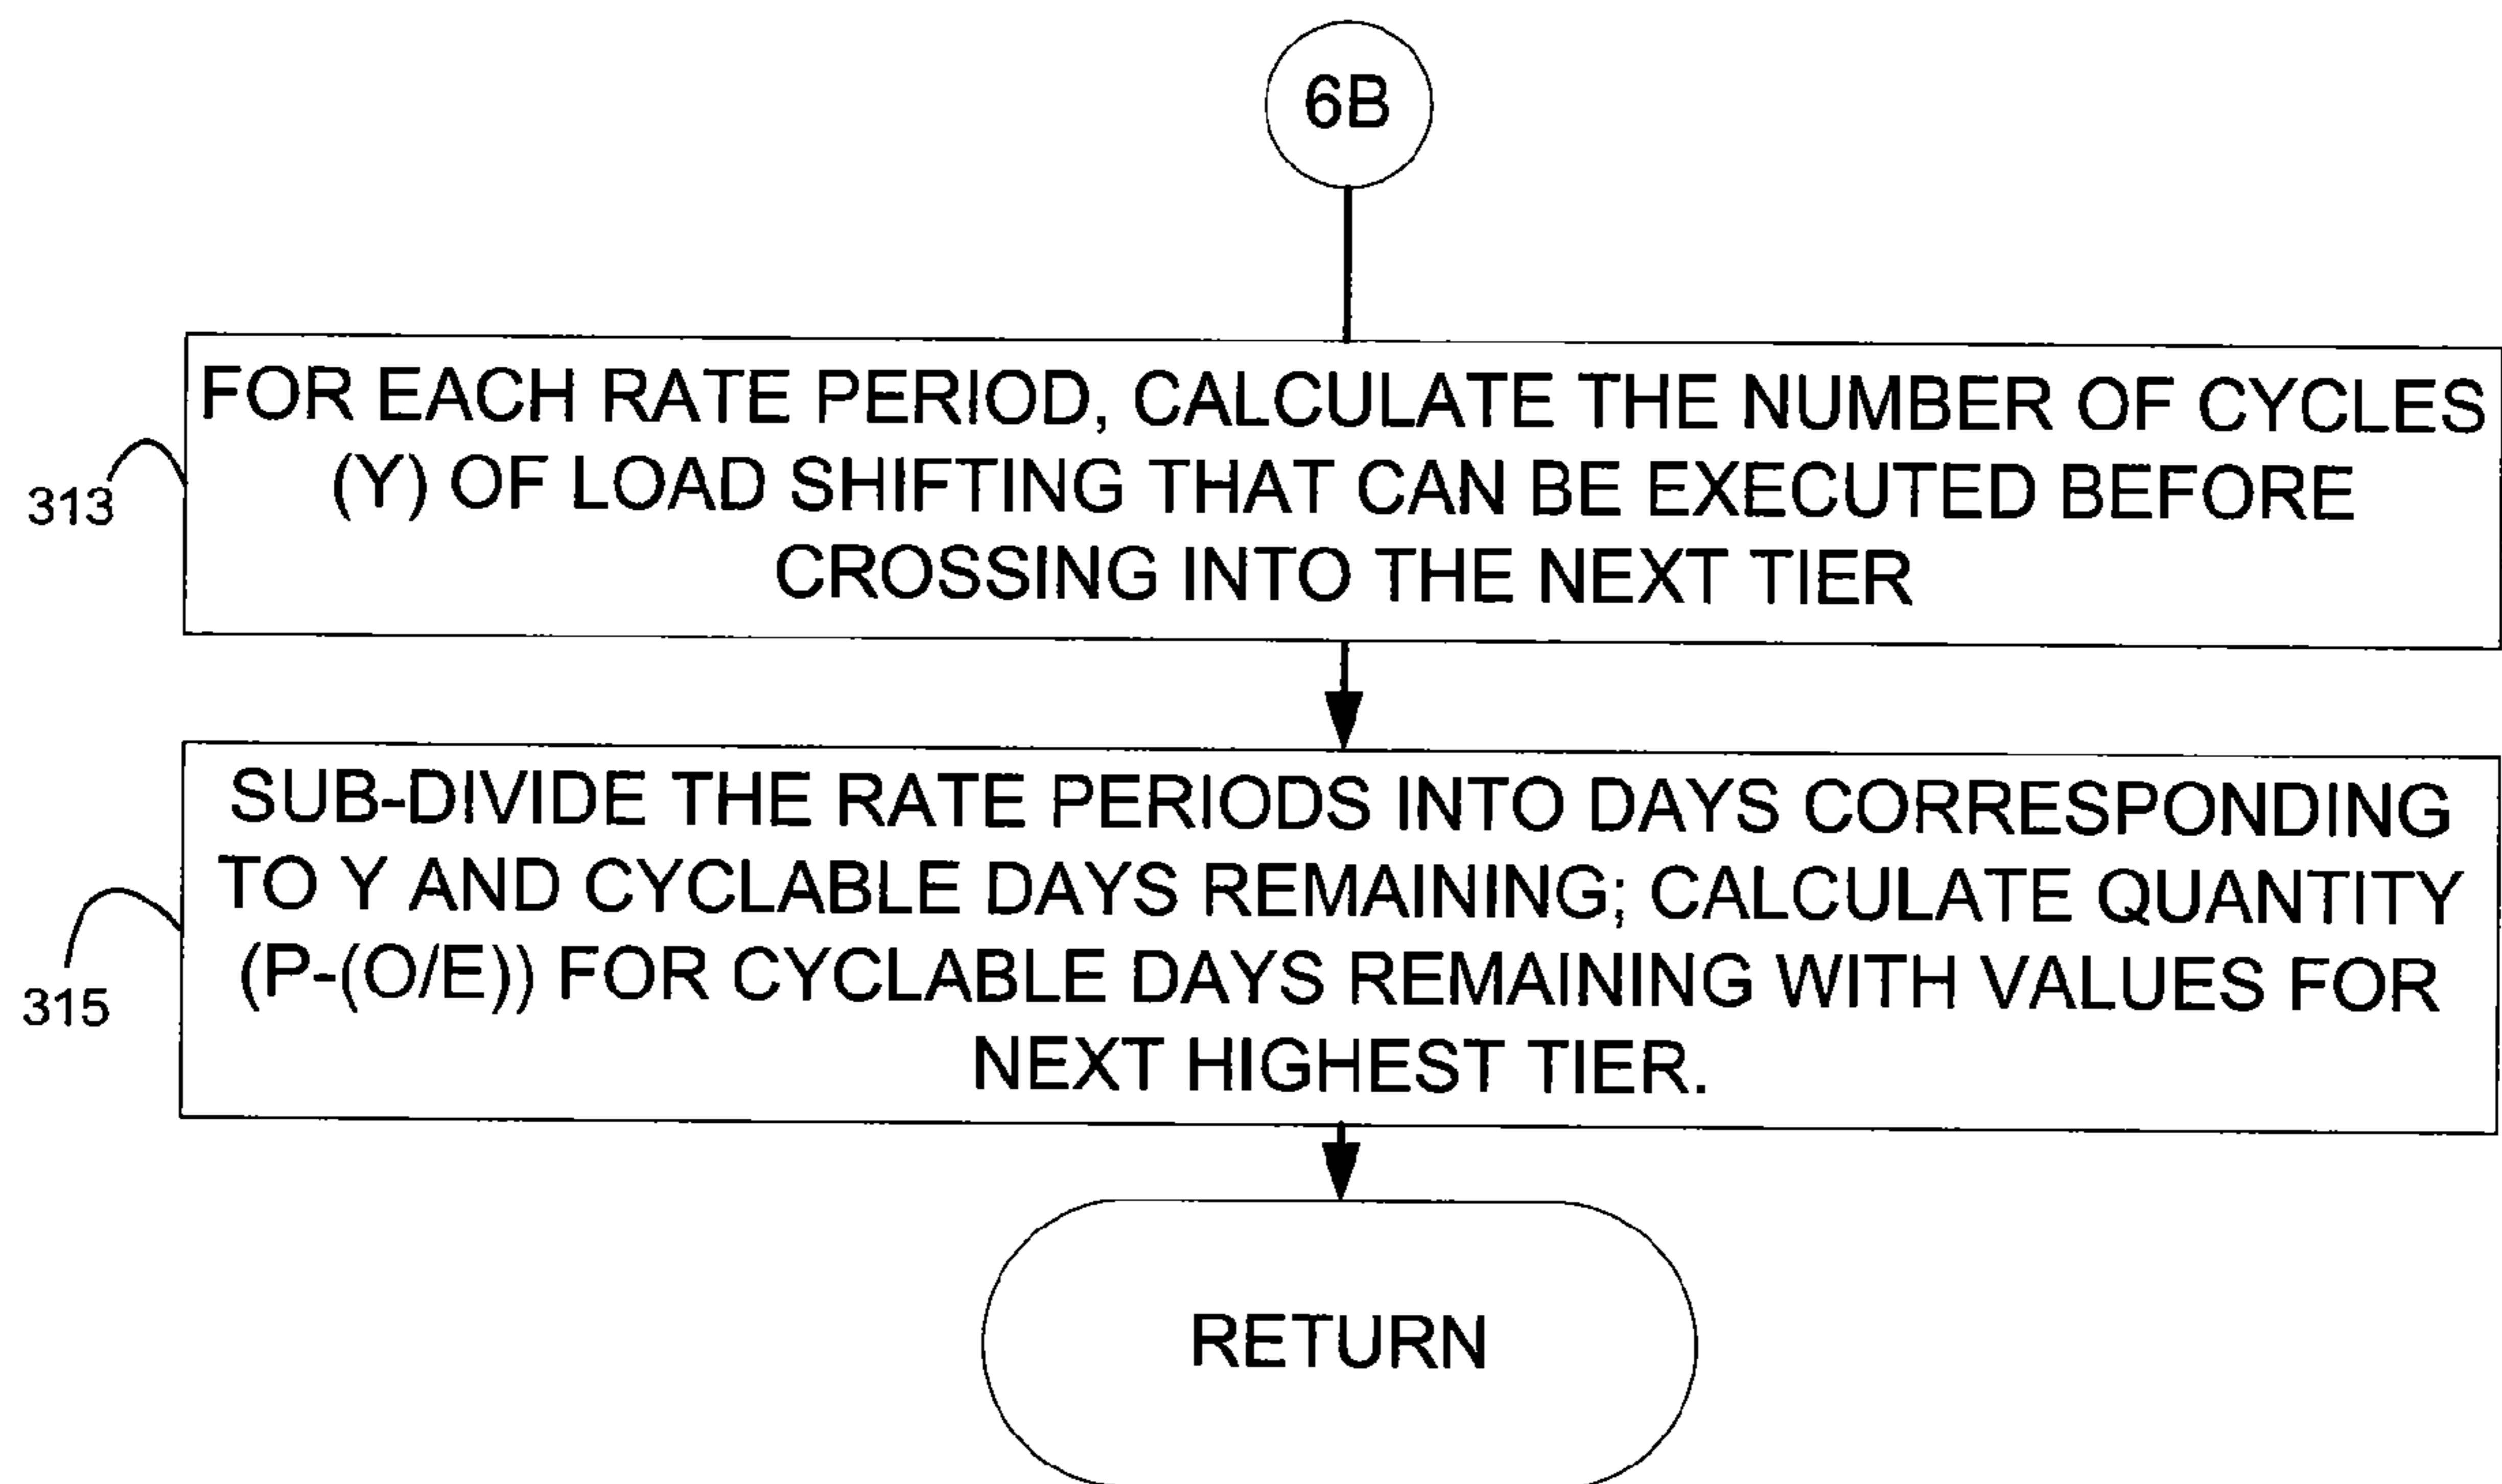 6B
FOR EACH RATE PERIOD, CALCULATE THE NUMBER OF CYCLES
(Y) OF LOAD SHIFTING THAT CAN BE EXECUTED BEFORE
CROSSING INTO THE NEXT TIER
313
SUB-DIVIDE THE RATE PERIODS INTO DAYS CORRESPONDING
TO Y AND CYCLABLE DAYS REMAINING; CALCULATE QUANTITY
(P-(O/E)) FOR CYCLABLE DAYS REMAINING WITH VALUES FOR
NEXT HIGHEST TIER.
315
RETURN